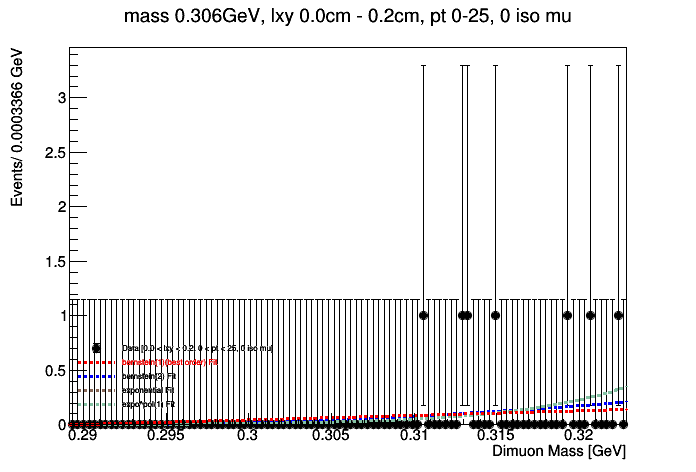 mass 0.306GeV, lxy 0.0cm - 0.2cm, pt 0-25, 0 iso mu
Events/ 0.0003366 GeV
3
2.5
2
1.5
1
0.5
0
Data [0.0 < lxy < 0.2, 0 < pt < 25, 0 iso mu]
bernstein[1](best order) Fit
bernstein[2] Fit
exponential Fit
expo*pol(1) Fit
0.29 0.295 0.3 0.305 0.31 0.315 0.32
Dimuon Mass [GeV]